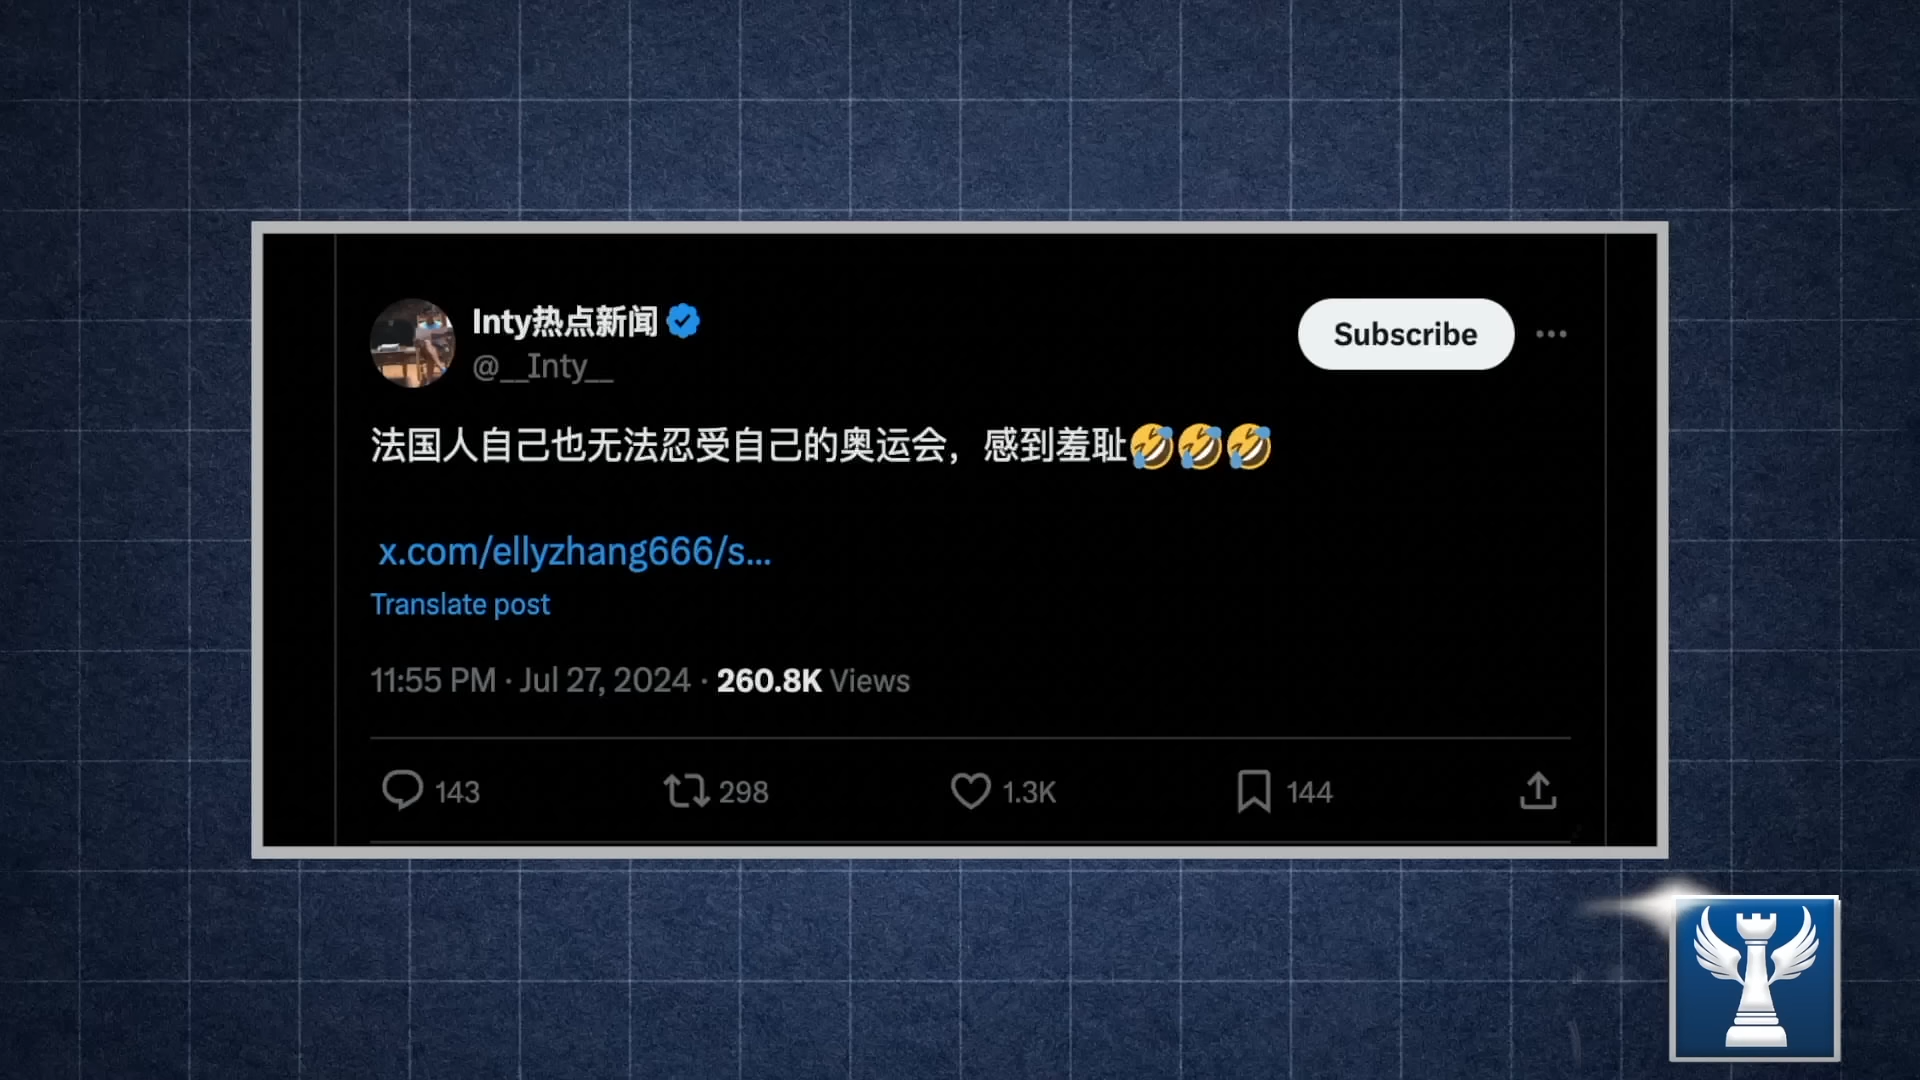 Inty热点新闻
@__Inty__
Subscribe
法国人自己也无法忍受自己的奥运会，感到羞耻🤣🤣🤣
x.com/ellyzhang666/s...
Translate post
11:55 PM · Jul 27, 2024 · 260.8K Views
143 298 1.3K 144